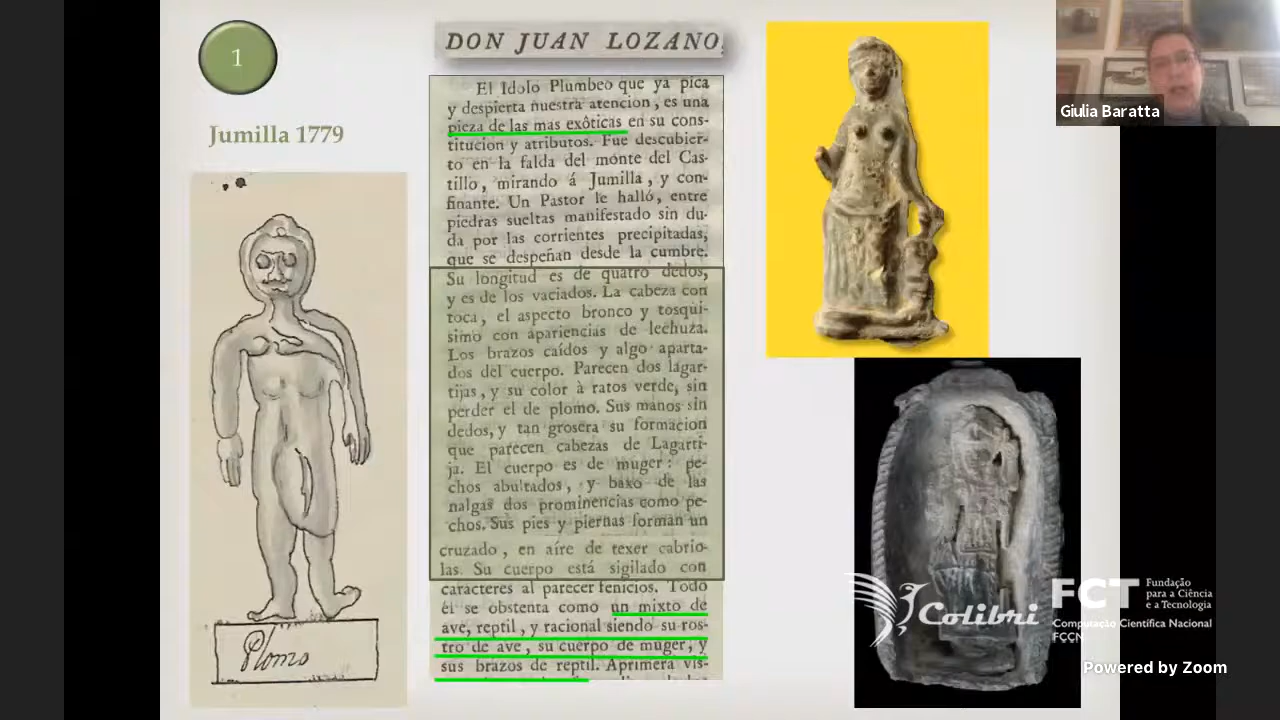 1
Jumilla 1779
Plomo
DON JUAN LOZANO
El Idolo Plumbeo que ya pica
y despierta nuestra atencion, es una
pieza de las mas exôticas en su cons-
titucion y atributos. Fue descubier-
to en la falda del monte del Cas-
tillo, mirando á Jumilla, y con-
finante. Un Pastor le halló, entre
piedras sueltas manifestado sin du-
da por las corrientes precipitadas,
que se despeñan desde la cumbre.
Su longitud es de quatro dedos,
y es de los vaciados. La cabeza con
toca, el aspecto bronco y tosqui-
simo con apariencias de lechuza.
Los brazos caídos y algo aparta-
dos del cuerpo. Parecen dos lagar-
tijas, y su color à ratos verde, sin
perder el de plomo. Sus manos sin
dedos, y tan grosera su formacion
que parecen cabezas de Lagarti-
ja. El cuerpo es de muger: pe-
chos abultados, y baxo de las
nalgas dos prominencias como pe-
chos. Sus pies y piernas forman un
cruzado, en aíre de texer cabrio-
las. Su cuerpo está sigilado con
caracteres al parecer fenicios. Todo
él se obstenta como un mixto de
ave, reptil, y racional siendo su ros-
tro de ave, su cuerpo de muger, y
sus brazos de reptil. Aprimera vis-
Giulia Baratta
Colibri
FCT Fundação
para a Ciência
e a Tecnologia
Computação Científica Nacional
FCCN
Powered by Zoom